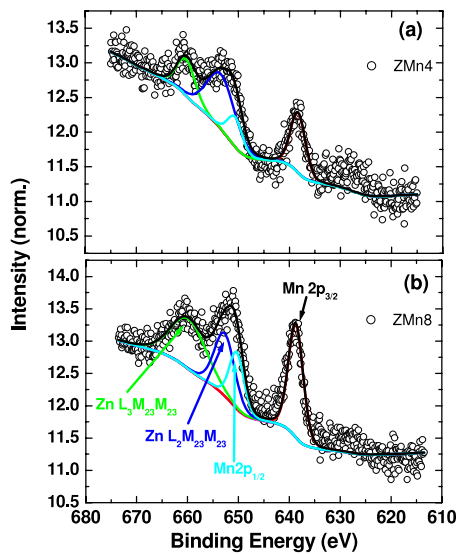 (a)
ZMn4
13.5
13.0
12.5
12.0
11.5
11.0
10.5
Intensity (norm.)
(b)
Mn 2p3/2
ZMn8
14.0
13.5
13.0
12.5
12.0
11.5
11.0
Zn L3M23M23
Zn L2M23M23
Mn2p1/2
680 670 660 650 640 630 620 610
Binding Energy (eV)